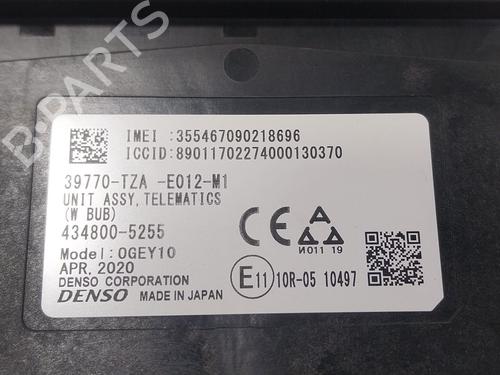 B-PARTS
IMEI :355467090218696
ICCID:89011702274000130370
39770-TZA -E012-M1
UNIT ASSY, TELEMATICS
(W BUB)
434800-5255
Model:0GEY10
APR, 2020
DENSO CORPORATION
DENSO MADE IN JAPAN
CE
И011 19
E11 10R-05 10497